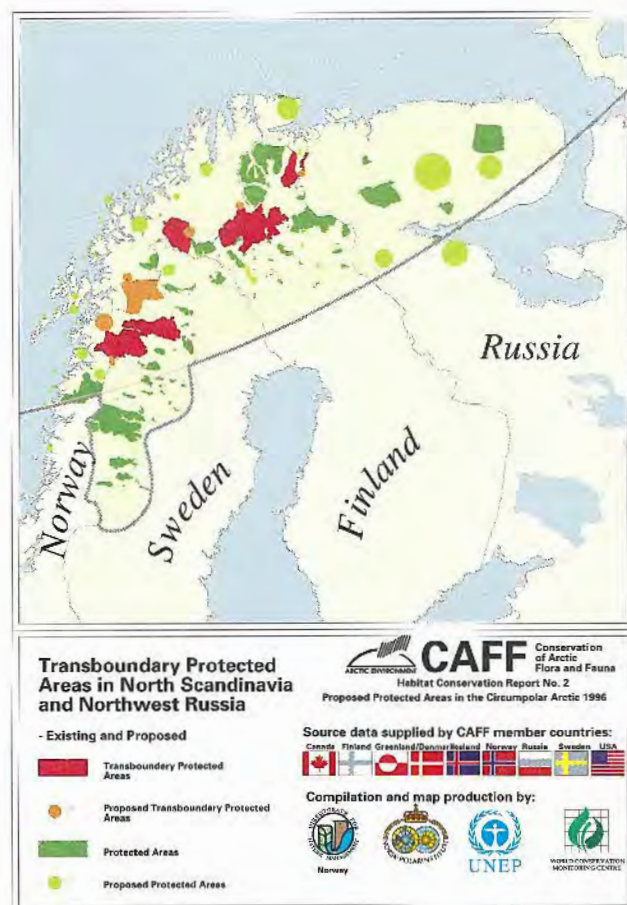 Russia
Norway
Sweden
Finland
Transboundary Protected
Areas in North Scandinavia
and Northwest Russia
- Existing and Proposed
Transboundary Protected
Areas
Proposed Transboundary Protected
Areas
Protected Areas
Proposed Protected Areas
ARCTIC ENVIRONMENT
CAFF
Conservation
of Arctic
Flora and Fauna
Habitat Conservation Report No. 2
Proposed Protected Areas in the Circumpolar Arctic 1996
Source data supplied by CAFF member countries:
Canada Finland Greenland/Denmark Iceland Norway Russia Sweden USA
Compilation and map production by:
Norway
UNEP
WORLD CONSERVATION
MONITORING CENTRE